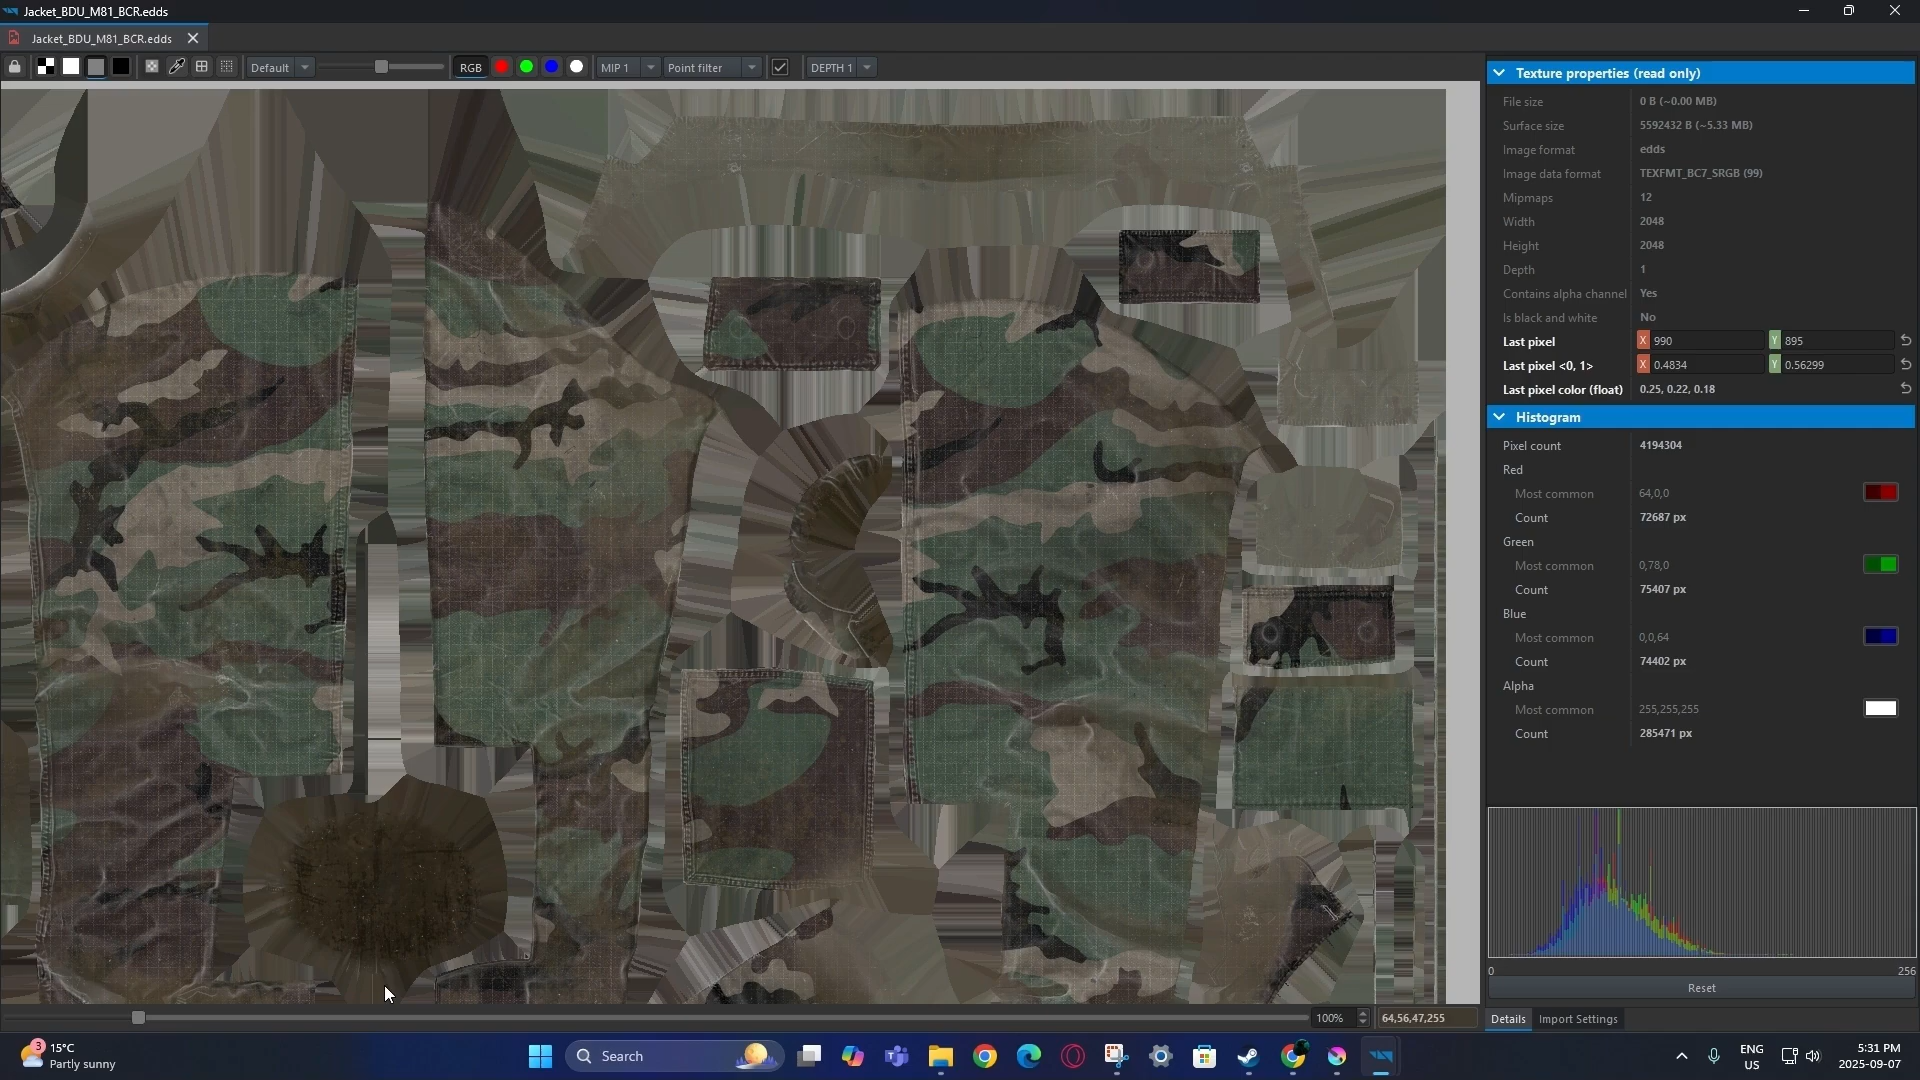 Jacket_BDU_M81_BCR.edds
Jacket_BDU_M81_BCR.edds
Default RGB MIP 1 Point filter DEPTH 1
Texture properties (read only)
File size 0 B (~0.00 MB)
Surface size 5592432 B (~5.33 MB)
Image format edds
Image data format TEXFMT_BC7_SRGB (99)
Mipmaps 12
Width 2048
Height 2048
Depth 1
Contains alpha channel Yes
Is black and white No
Last pixel X 990 Y 895
Last pixel <0, 1> X 0.4834 Y 0.56299
Last pixel color (float) 0.25, 0.22, 0.18
Histogram
Pixel count 4194304
Red
Most common 64,0,0
Count 72687 px
Green
Most common 0,78,0
Count 75407 px
Blue
Most common 0,0,64
Count 74402 px
Alpha
Most common 255,255,255
Count 285471 px
0 256
Reset
100% 64,56,47,255 Details Import Settings
3 15°C
Partly sunny
Search
ENG
US
5:31 PM
2025-09-07